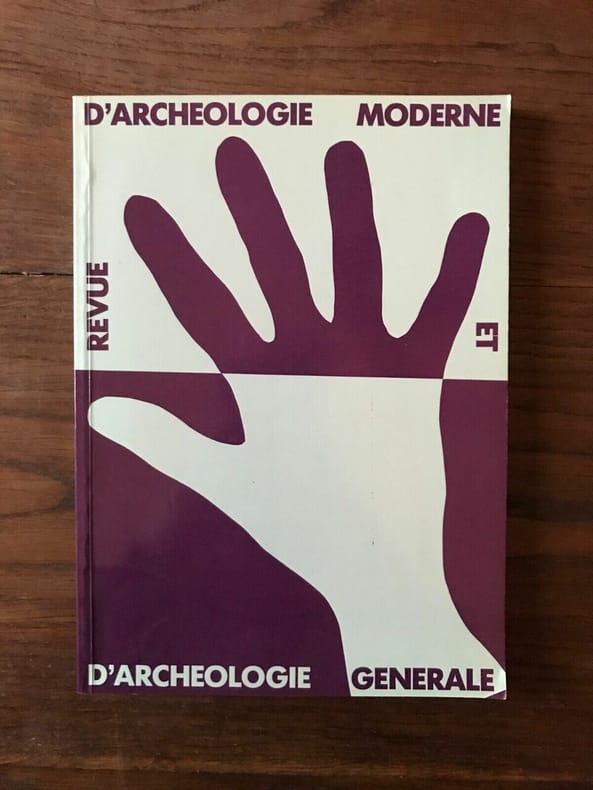 REVUE
D'ARCHEOLOGIE MODERNE
ET
D'ARCHEOLOGIE GENERALE